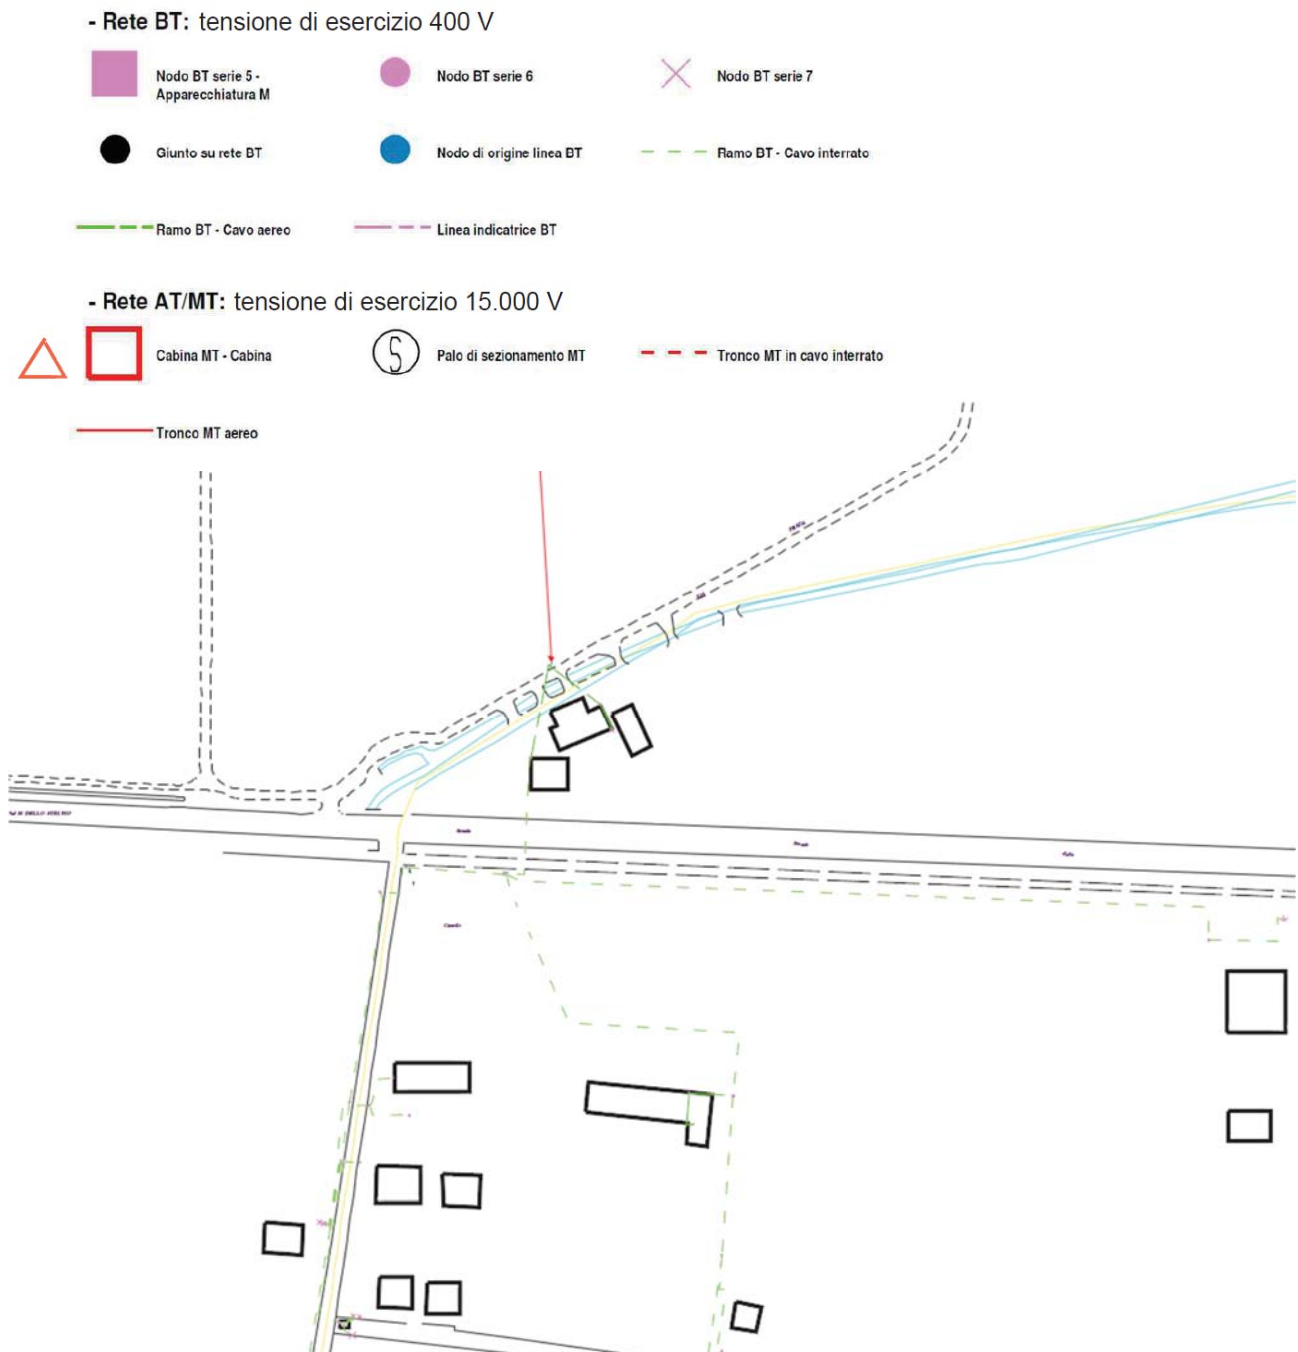 - Rete BT: tensione di esercizio 400 V
Nodo BT serie 5 -
Apparecchiatura M
Nodo BT serie 6
Nodo BT serie 7
Giunto su rete BT
Nodo di origine linea BT
Ramo BT - Cavo interrato
Ramo BT - Cavo aereo
Linea indicatrice BT
- Rete AT/MT: tensione di esercizio 15.000 V
Cabina MT - Cabina
S
Palo di sezionamento MT
Tronco MT in cavo interrato
Tronco MT aereo